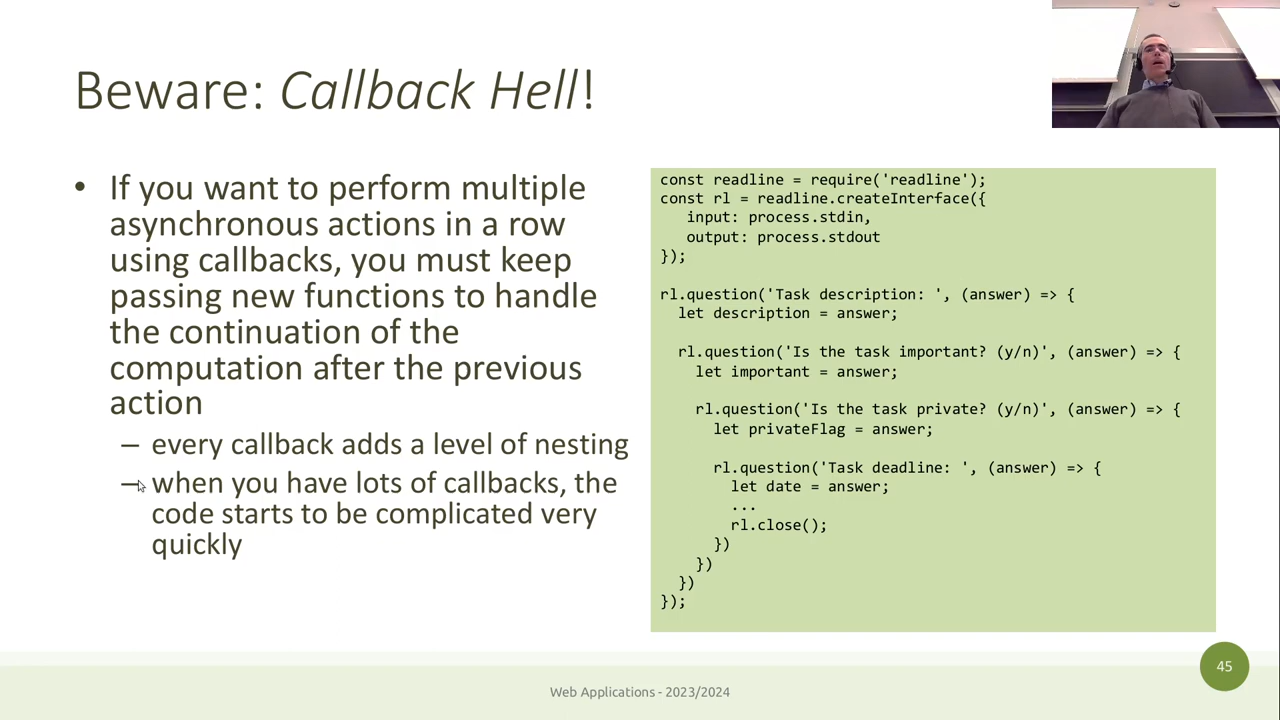 Beware: Callback Hell!
• If you want to perform multiple
asynchronous actions in a row
using callbacks, you must keep
passing new functions to handle
the continuation of the
computation after the previous
action
– every callback adds a level of nesting
– when you have lots of callbacks, the
code starts to be complicated very
quickly
const readline = require('readline');
const rl = readline.createInterface({
   input: process.stdin,
   output: process.stdout
});
rl.question('Task description: ', (answer) => {
  let description = answer;
  rl.question('Is the task important? (y/n)', (answer) => {
    let important = answer;
    rl.question('Is the task private? (y/n)', (answer) => {
      let privateFlag = answer;
      rl.question('Task deadline: ', (answer) => {
        let date = answer;
        ...
        rl.close();
      })
    })
  })
});
Web Applications - 2023/2024
45